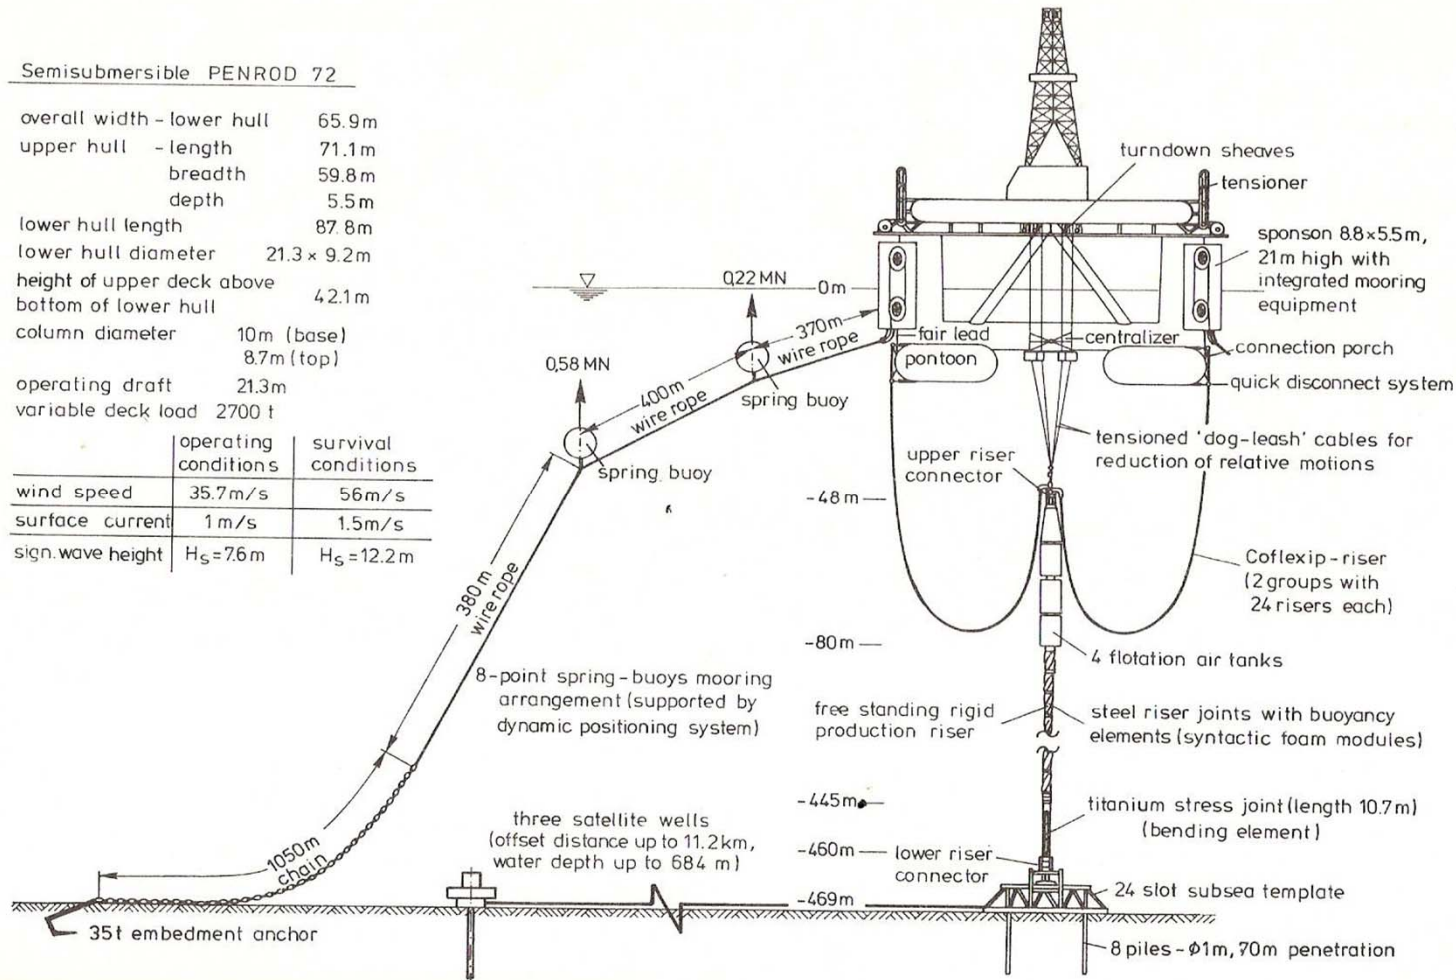 Semisubmersible PENROD 72
overall width - lower hull 65.9m
upper hull - length 71.1m
breadth 59.8m
depth 5.5m
lower hull length 87.8m
lower hull diameter 21.3 × 9.2m
height of upper deck above
bottom of lower hull 42.1m
column diameter 10m (base)
8.7m (top)
operating draft 21.3m
variable deck load 2700 t
operating conditions survival conditions
wind speed 35.7m/s 56m/s
surface current 1m/s 1.5m/s
sign. wave height Hs=7.6m Hs=12.2m
turndown sheaves
tensioner
sponson 8.8×5.5m,
21m high with
integrated mooring
equipment
0,22 MN
0m
370m
wire rope
fair lead
centralizer
connection porch
pontoon
quick disconnect system
0,58 MN
400m
wire rope
spring buoy
spring buoy
tensioned 'dog-leash' cables for
reduction of relative motions
upper riser
connector
-48m
380m
wire rope
Coflexip-riser
(2 groups with
24 risers each)
-80m
4 flotation air tanks
8-point spring-buoys mooring
arrangement (supported by
dynamic positioning system)
free standing rigid
production riser
steel riser joints with buoyancy
elements (syntactic foam modules)
-445m
titanium stress joint (length 10.7m)
(bending element)
three satellite wells
(offset distance up to 11.2km,
water depth up to 684 m)
1050m
chain
-460m
lower riser
connector
24 slot subsea template
-469m
35t embedment anchor
8 piles - φ1m, 70m penetration